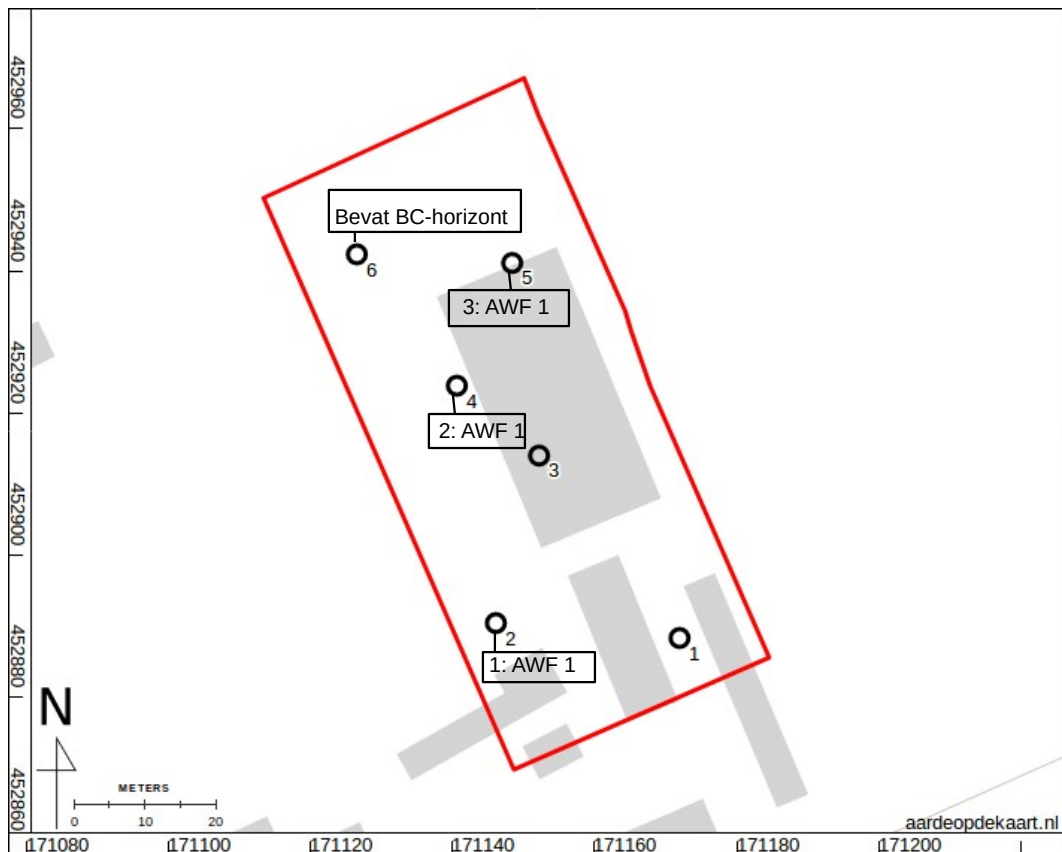 452960
Bevat BC-horizont
452940
6
5
3: AWF 1
452920
4
2: AWF 1
3
452900
2
1
1: AWF 1
452880
N
METERS
0 10 20
452860
aardeopdekaart.nl
171080 171100 171120 171140 171160 171180 171200